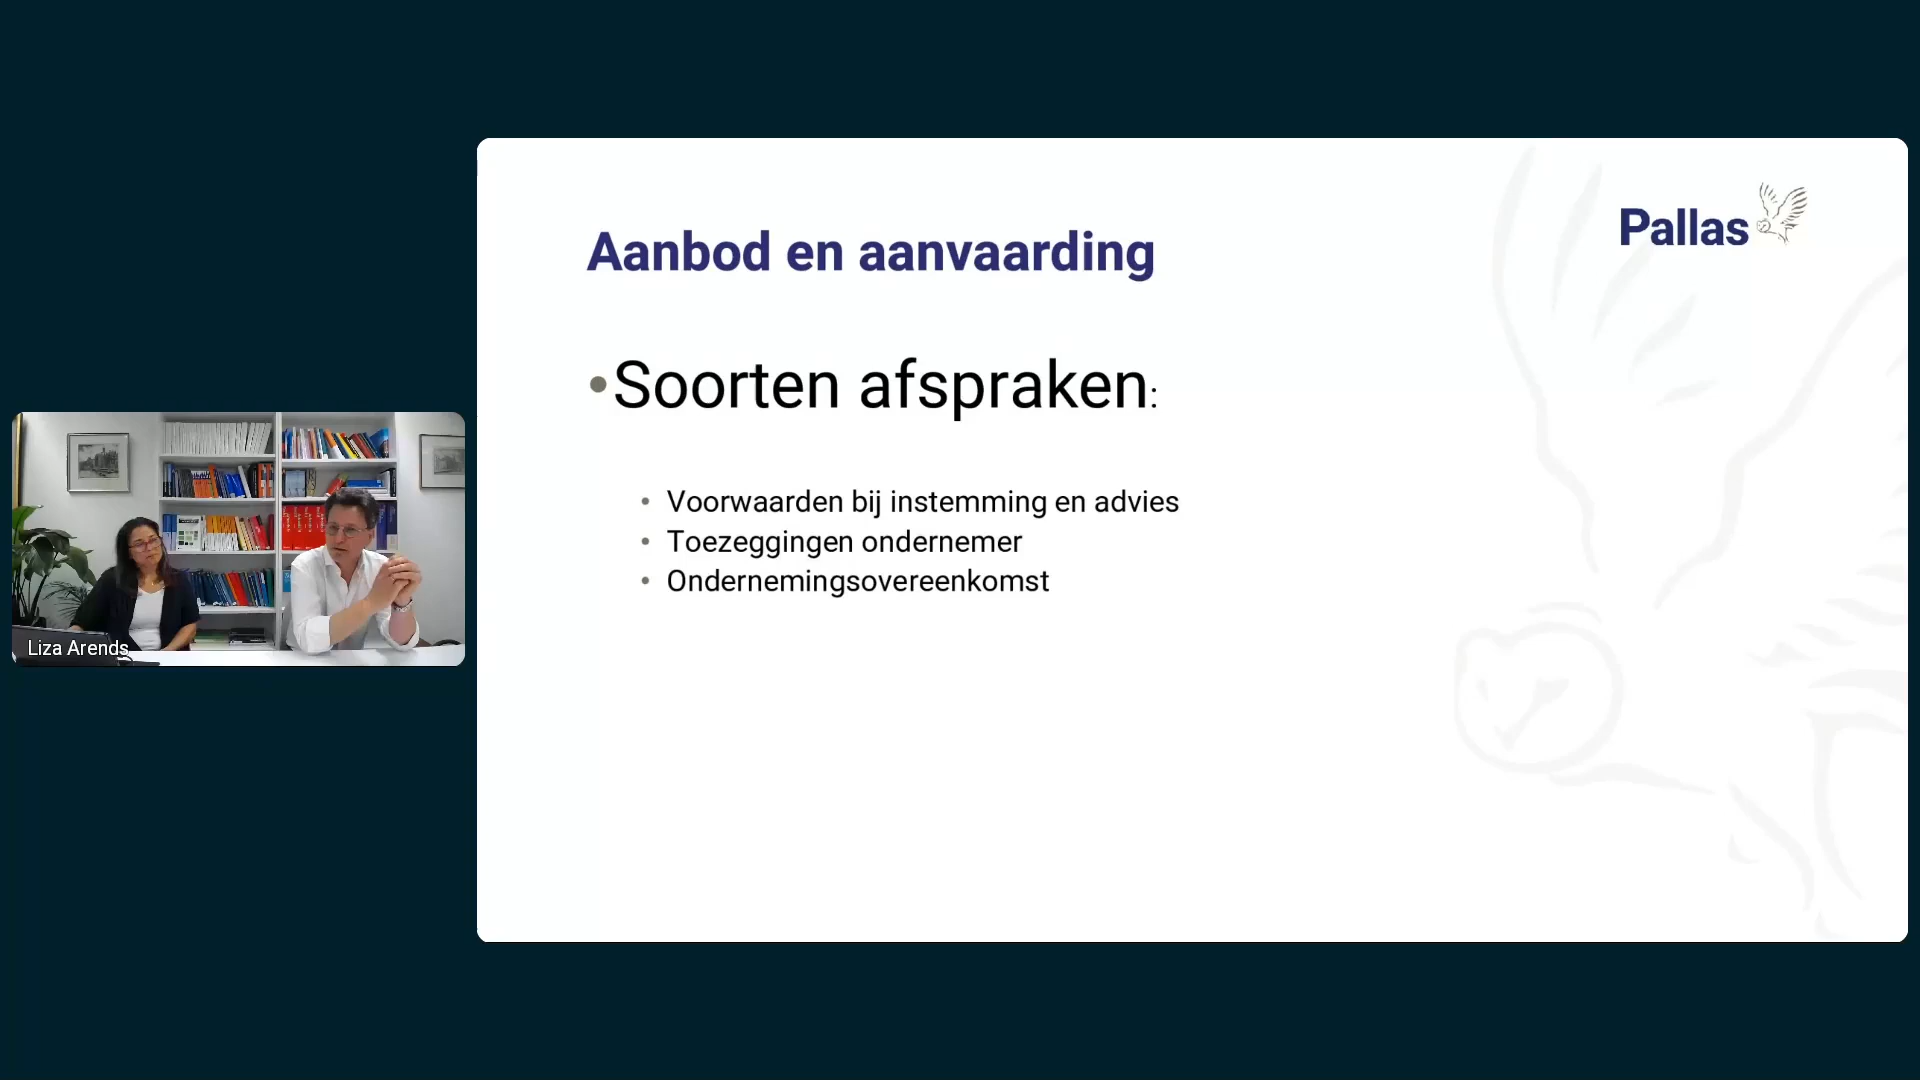 Pallas
Aanbod en aanvaarding
•Soorten afspraken:
• Voorwaarden bij instemming en advies
• Toezeggingen ondernemer
• Ondernemingsovereenkomst
Liza Arends